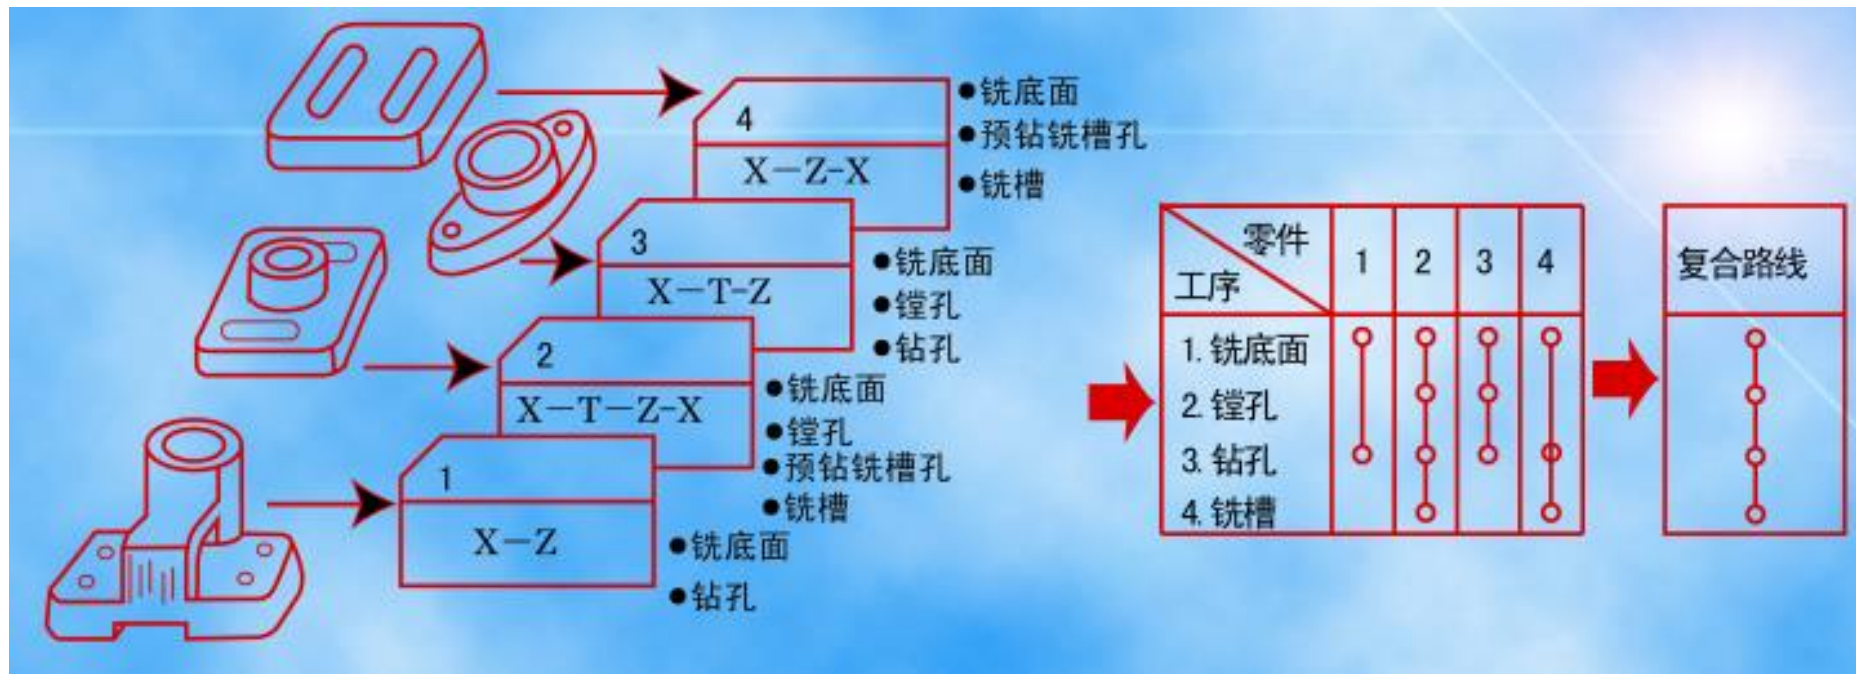 4
X—Z-X
●铣底面
●预钻铣槽孔
●铣槽
3
X—T-Z
●铣底面
●镗孔
●钻孔
2
X—T—Z-X
●铣底面
●镗孔
●预钻铣槽孔
●铣槽
1
X—Z
●铣底面
●钻孔
零件 1 2 3 4
工序
1. 铣底面
2. 镗孔
3. 钻孔
4. 铣槽
复合路线